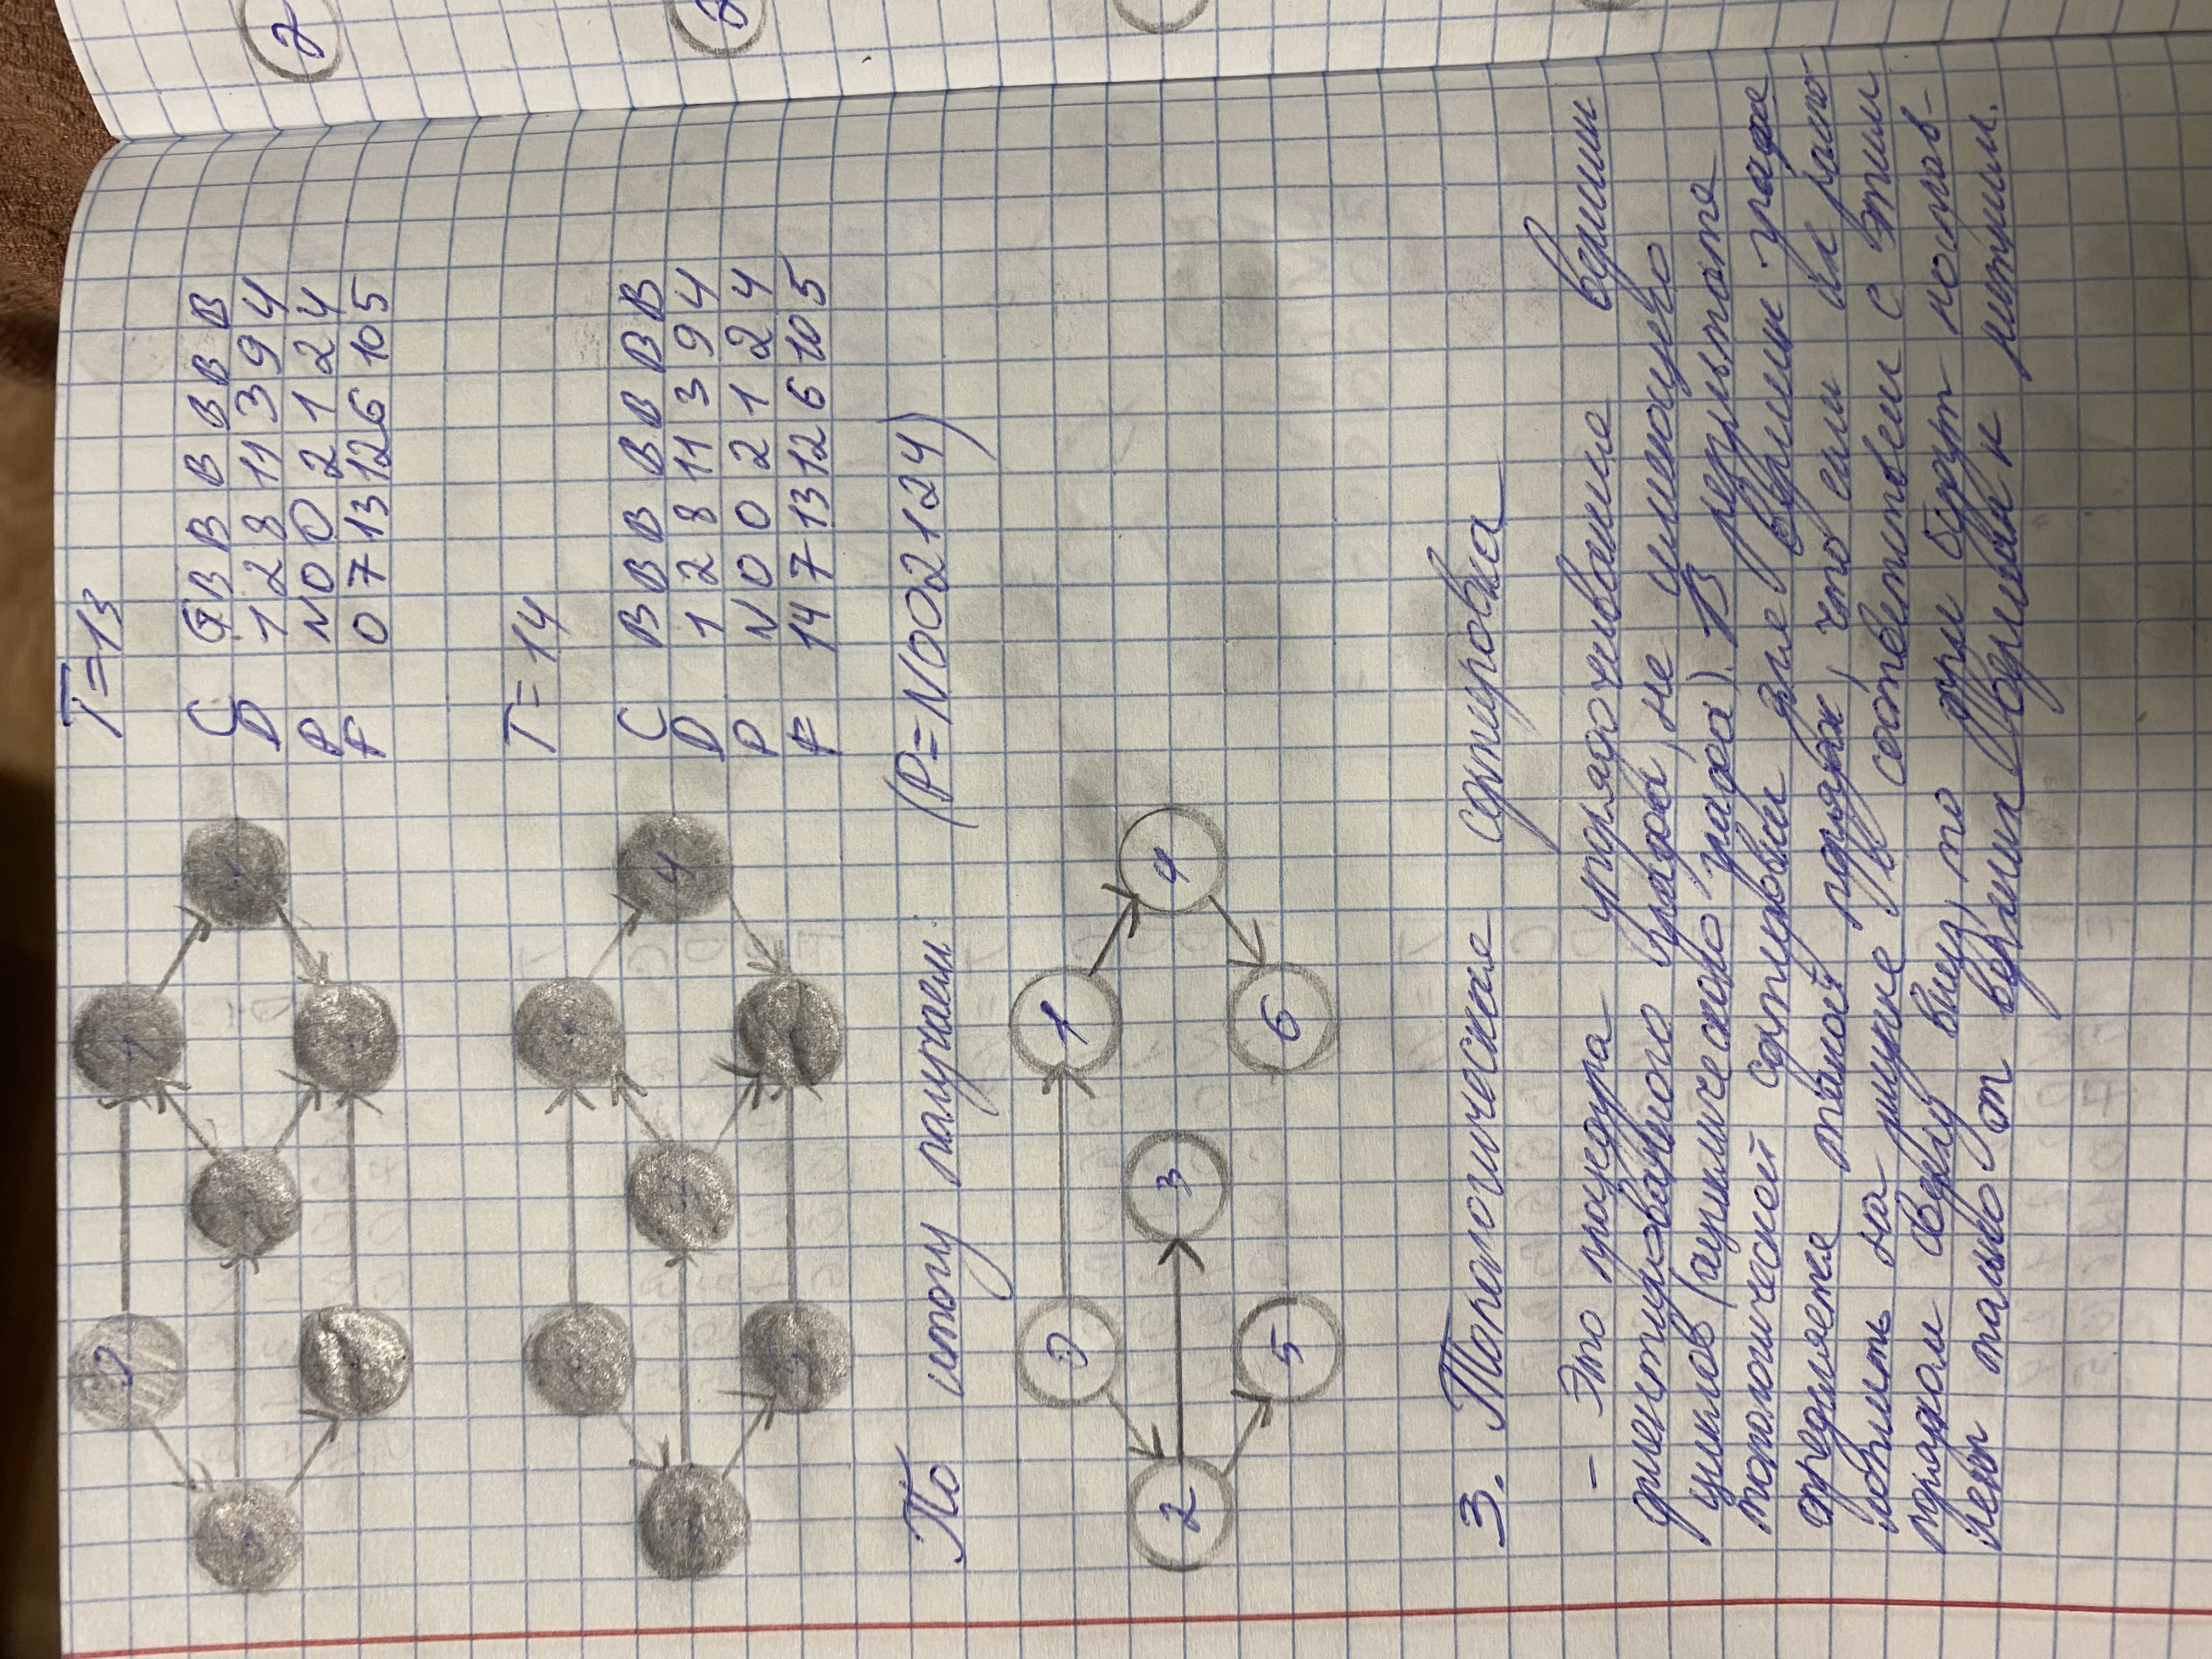 0 1
T=13
C G B B B B B B
D 1 2 8 11 3 9 4
P N 0 0 2 1 2 4
F 0 7 13 12 6 10 5
2
T=14
4
C B B B B B B B
D 1 2 8 11 3 9 4
P N 0 0 2 1 2 4
F 14 7 13 12 6 10 5
2
По итогу получаем: (P=N002124)
0 1
2 3 4
5 6
3. Топологическая сортировка
- Это процедура упорядочивания вершин
ориентированного графа, не имеющего
циклов (ациклического графа). В результате
топологической сортировки для вершин графа
определяется такой порядок, что если их распо-
ложить на рисунке в соответствии с этим
порядком сверху вниз, то дуги будут направ-
лены только от верхних вершин к нижним.